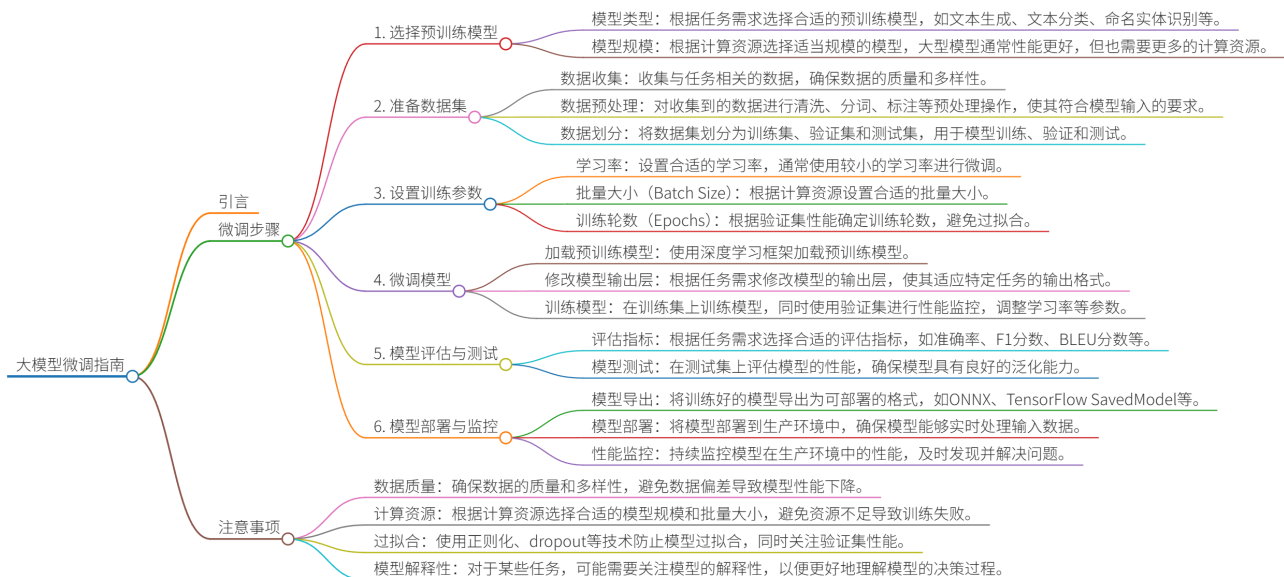 大模型微调指南
引言
微调步骤
1. 选择预训练模型
模型类型：根据任务需求选择合适的预训练模型，如文本生成、文本分类、命名实体识别等。
模型规模：根据计算资源选择适当规模的模型，大型模型通常性能更好，但也需要更多的计算资源。
2. 准备数据集
数据收集：收集与任务相关的数据，确保数据的质量和多样性。
数据预处理：对收集到的数据进行清洗、分词、标注等预处理操作，使其符合模型输入的要求。
数据划分：将数据集划分为训练集、验证集和测试集，用于模型训练、验证和测试。
3. 设置训练参数
学习率：设置合适的学习率，通常使用较小的学习率进行微调。
批量大小（Batch Size）：根据计算资源设置合适的批量大小。
训练轮数（Epochs）：根据验证集性能确定训练轮数，避免过拟合。
4. 微调模型
加载预训练模型：使用深度学习框架加载预训练模型。
修改模型输出层：根据任务需求修改模型的输出层，使其适应特定任务的输出格式。
训练模型：在训练集上训练模型，同时使用验证集进行性能监控，调整学习率等参数。
5. 模型评估与测试
评估指标：根据任务需求选择合适的评估指标，如准确率、F1分数、BLEU分数等。
模型测试：在测试集上评估模型的性能，确保模型具有良好的泛化能力。
6. 模型部署与监控
模型导出：将训练好的模型导出为可部署的格式，如ONNX、TensorFlow SavedModel等。
模型部署：将模型部署到生产环境中，确保模型能够实时处理输入数据。
性能监控：持续监控模型在生产环境中的性能，及时发现并解决问题。
注意事项
数据质量：确保数据的质量和多样性，避免数据偏差导致模型性能下降。
计算资源：根据计算资源选择合适的模型规模和批量大小，避免资源不足导致训练失败。
过拟合：使用正则化、dropout等技术防止模型过拟合，同时关注验证集性能。
模型解释性：对于某些任务，可能需要关注模型的解释性，以便更好地理解模型的决策过程。